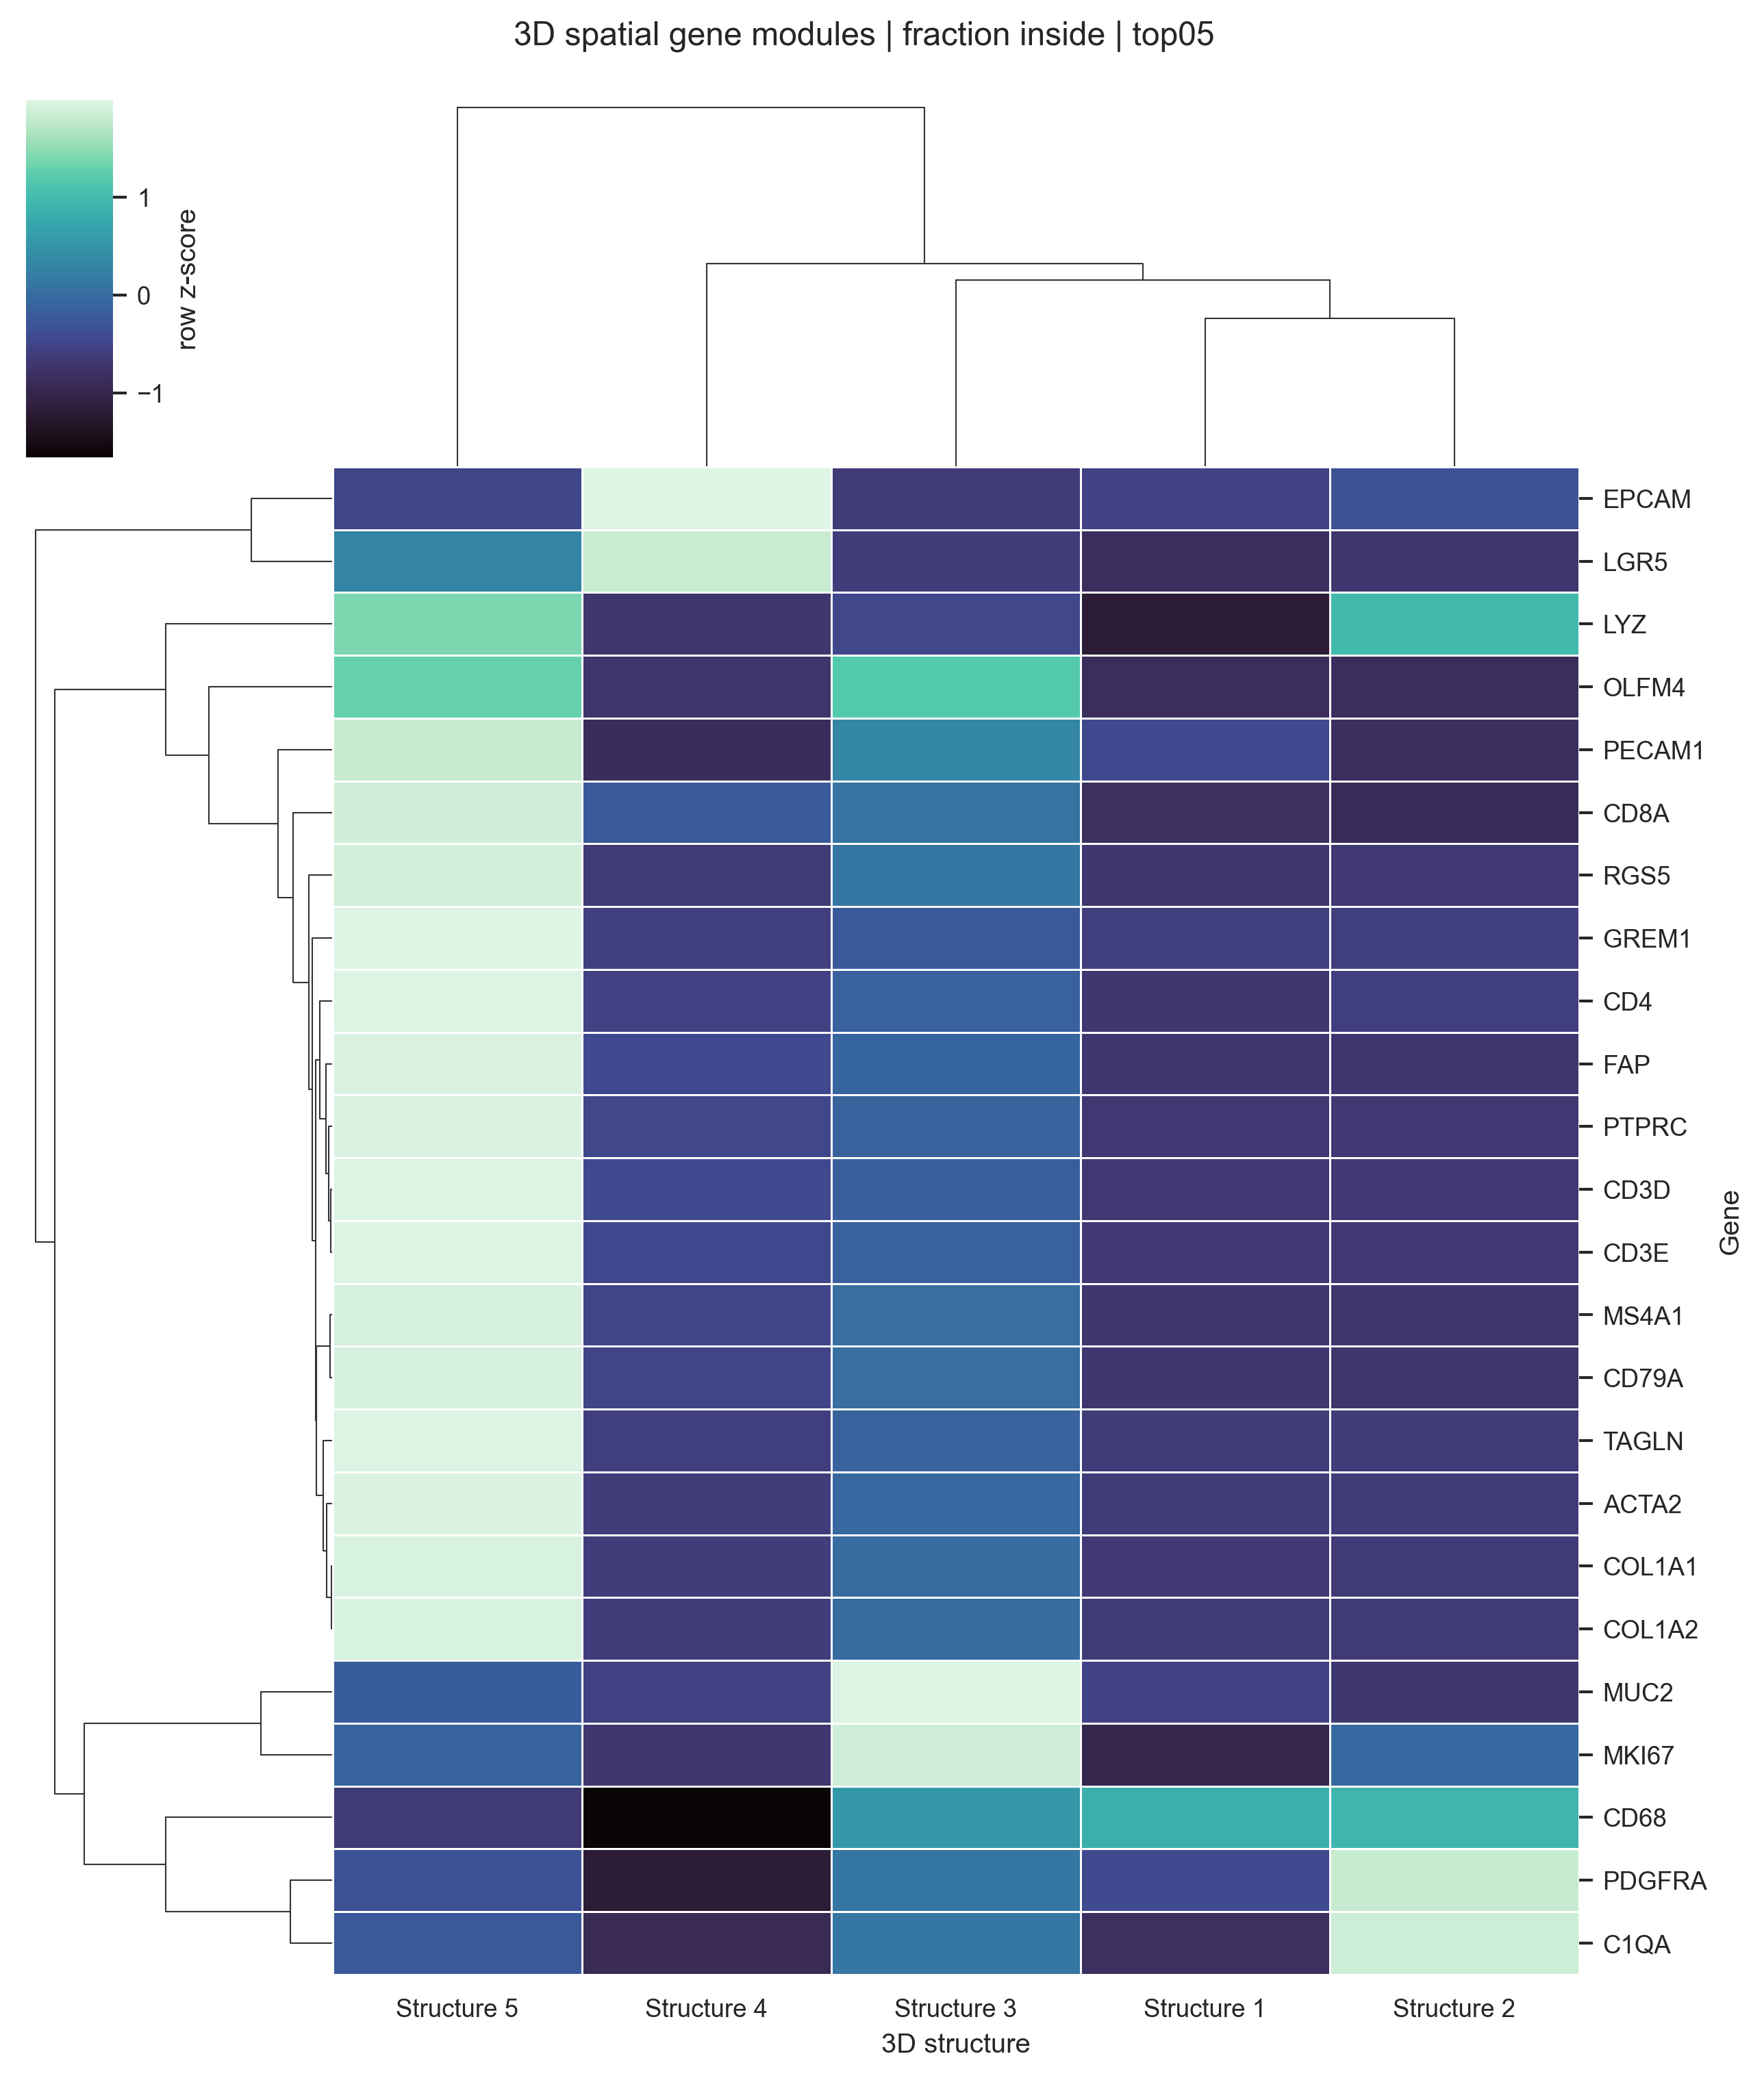 3D spatial gene modules | fraction inside | top05
1
0
−1
row z-score
EPCAM
LGR5
LYZ
OLFM4
PECAM1
CD8A
RGS5
GREM1
CD4
FAP
PTPRC
CD3D
CD3E
MS4A1
CD79A
TAGLN
ACTA2
COL1A1
COL1A2
MUC2
MKI67
CD68
PDGFRA
C1QA
Gene
Structure 5 Structure 4 Structure 3 Structure 1 Structure 2
3D structure